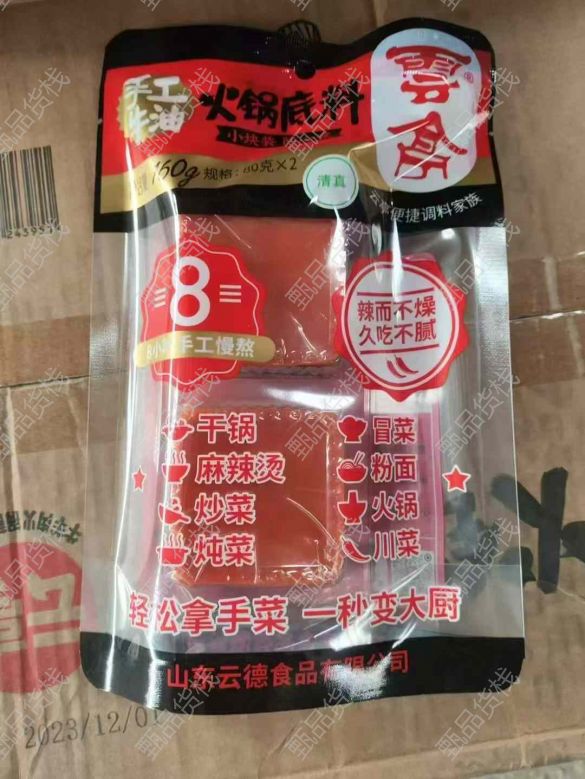 手工
牛油
火锅底料
小块装
雲食®
160g 规格:80克×2
清真
云食便捷调料家族
8
8小时手工慢熬
辣而不燥
久吃不腻
干锅
冒菜
麻辣烫
粉面
炒菜
火锅
炖菜
川菜
轻松拿手菜 一秒变大厨
山东云德食品有限公司
2023/12/01
甄品货栈